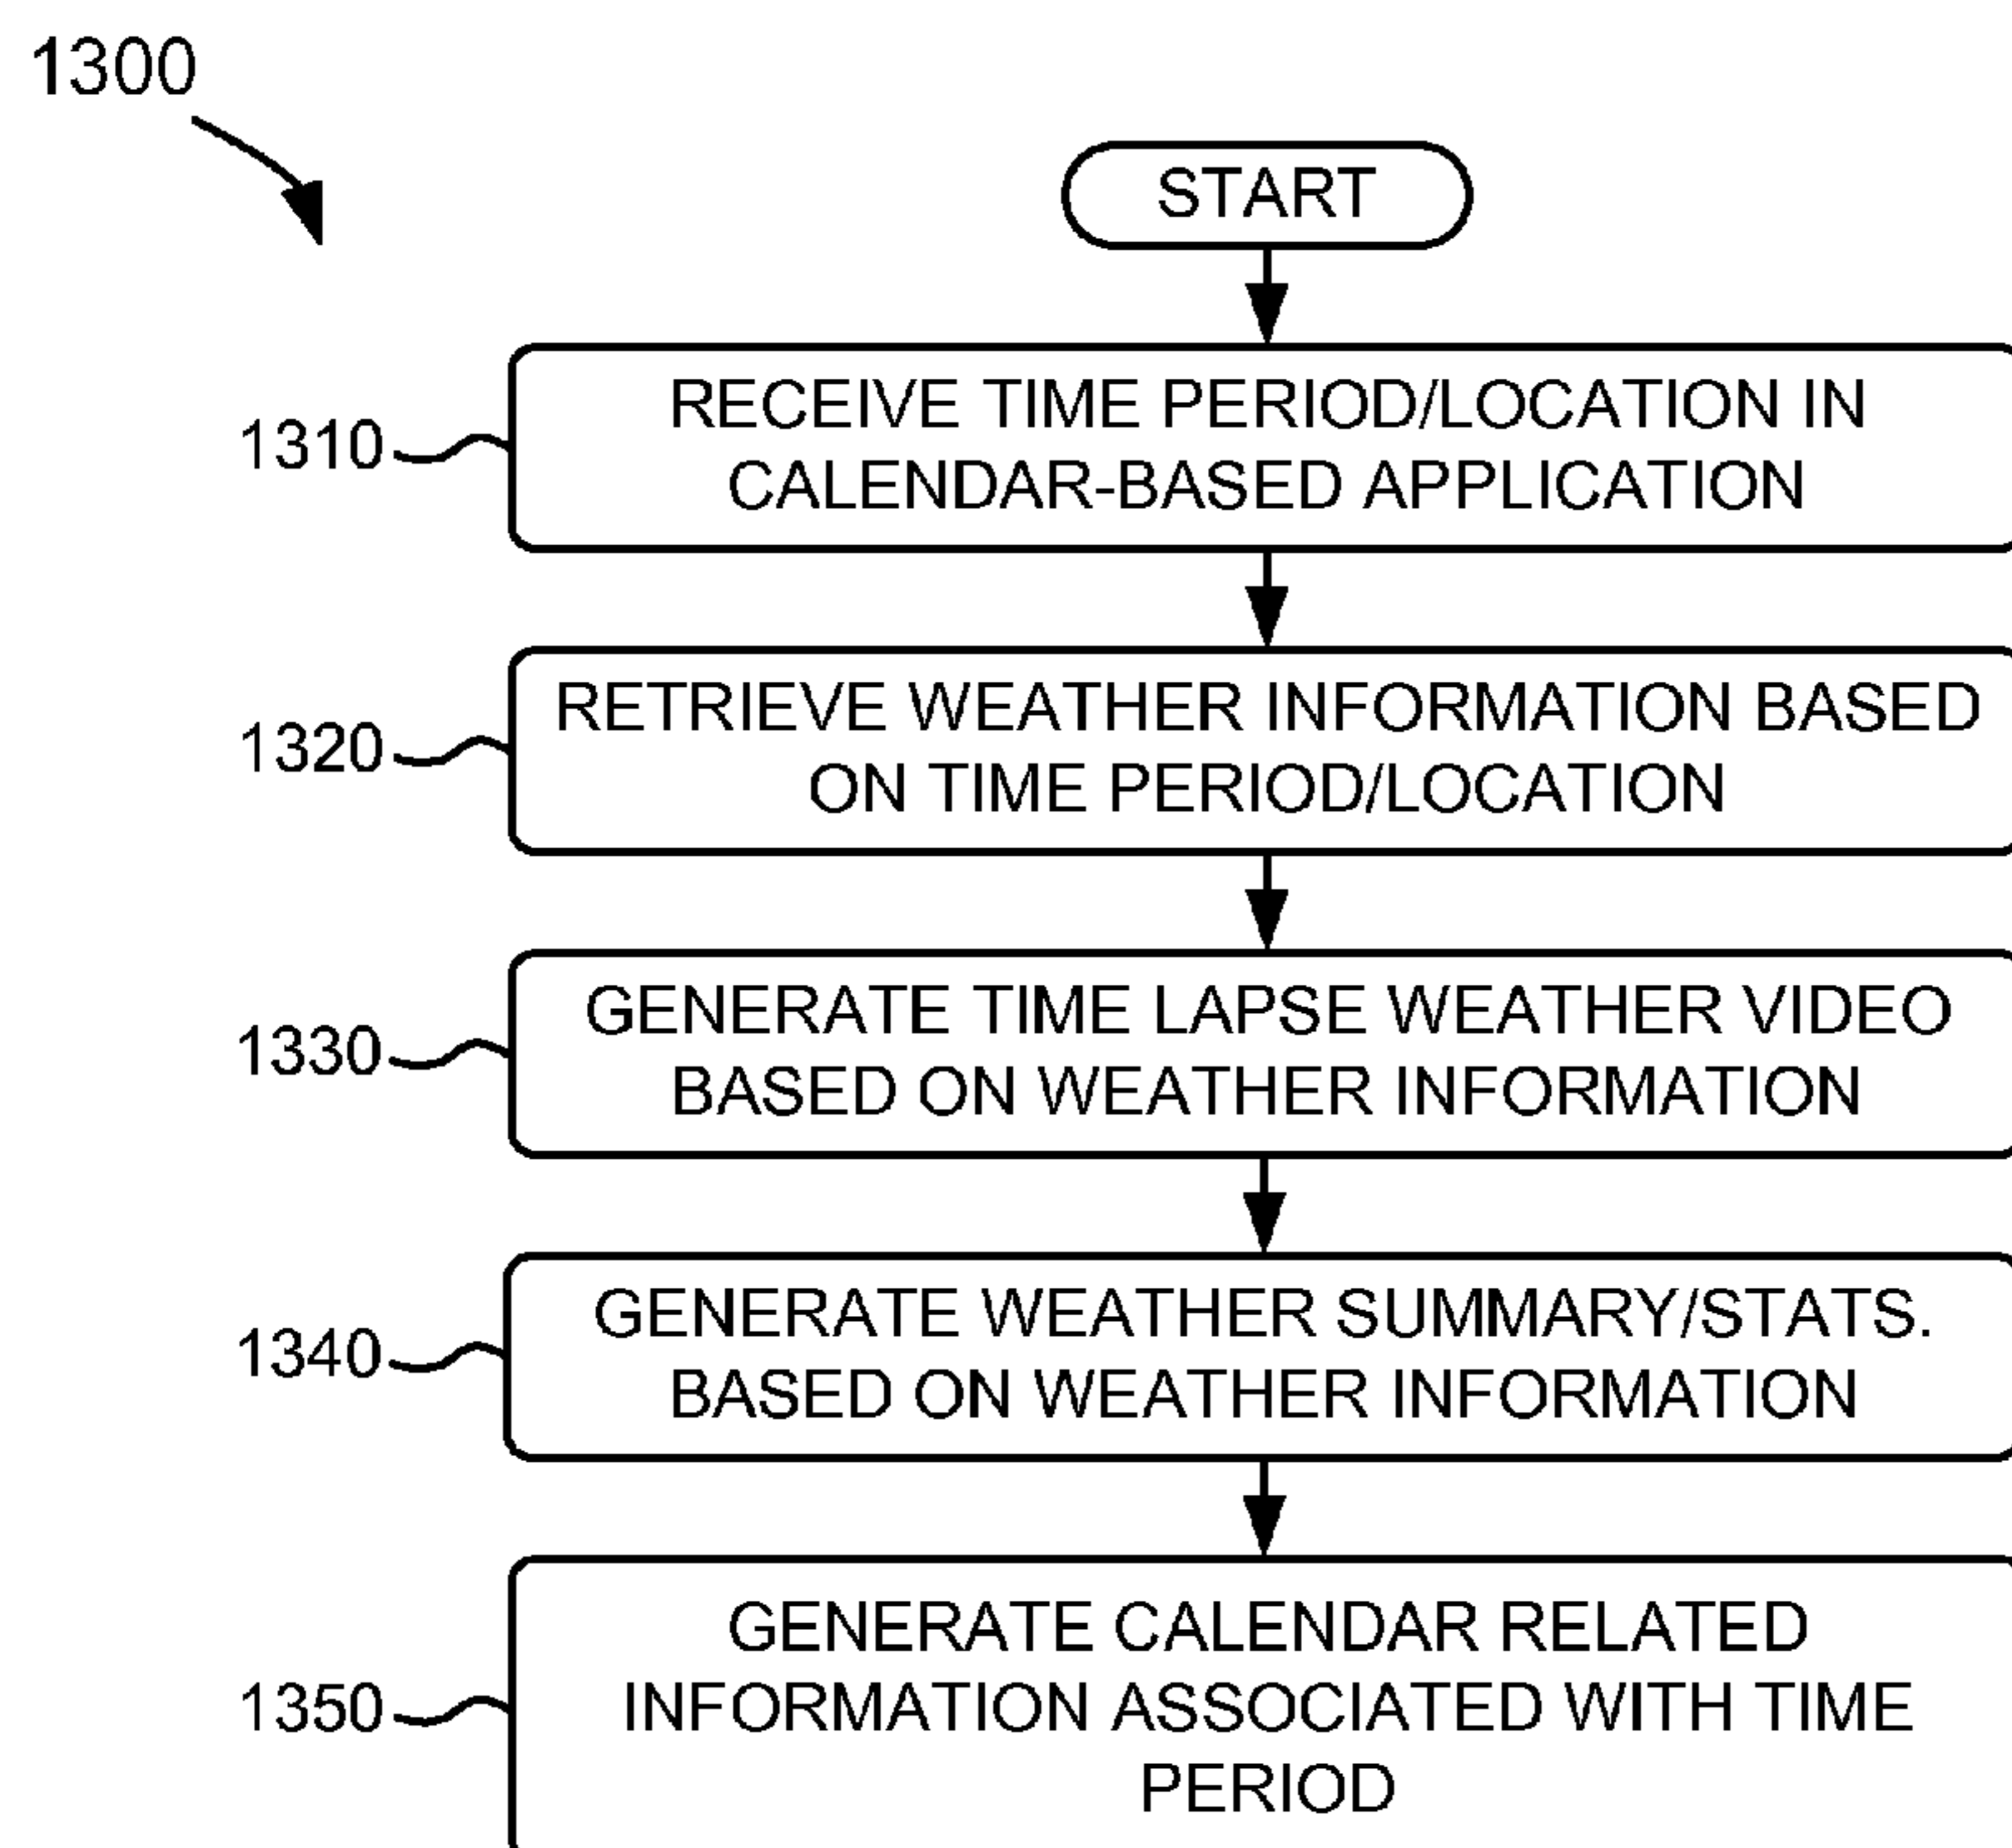 1300
START
1310
RECEIVE TIME PERIOD/LOCATION IN
CALENDAR-BASED APPLICATION
1320
RETRIEVE WEATHER INFORMATION BASED
ON TIME PERIOD/LOCATION
1330
GENERATE TIME LAPSE WEATHER VIDEO
BASED ON WEATHER INFORMATION
1340
GENERATE WEATHER SUMMARY/STATS.
BASED ON WEATHER INFORMATION
1350
GENERATE CALENDAR RELATED
INFORMATION ASSOCIATED WITH TIME
PERIOD